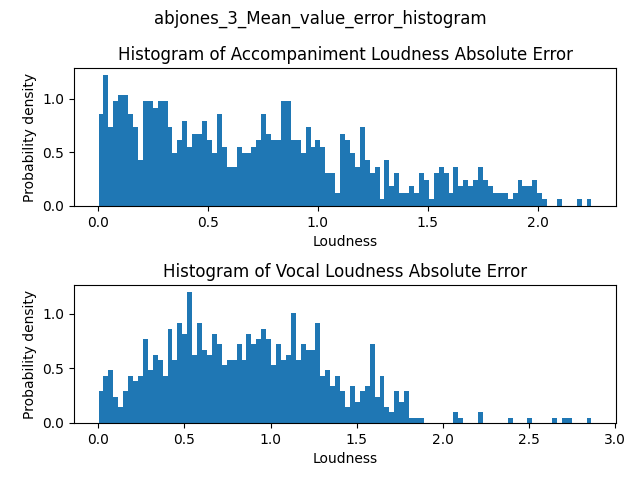 abjones_3_Mean_value_error_histogram
Histogram of Accompaniment Loudness Absolute Error
Probability density
1.0
0.5
0.0
0.0 0.5 1.0 1.5 2.0
Loudness
Histogram of Vocal Loudness Absolute Error
Probability density
1.0
0.5
0.0
0.0 0.5 1.0 1.5 2.0 2.5 3.0
Loudness